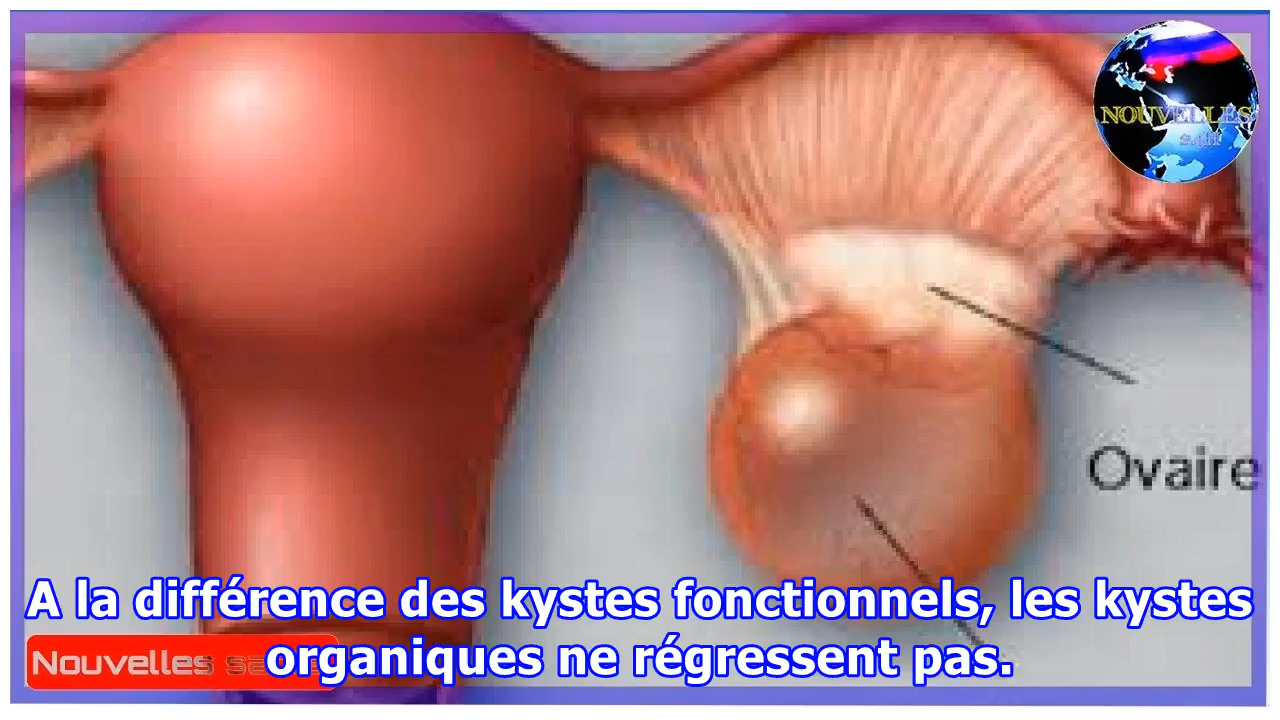 NOUVELLES
Ovaire
A la différence des kystes fonctionnels, les kystes
organiques ne régressent pas.
Nouvelles